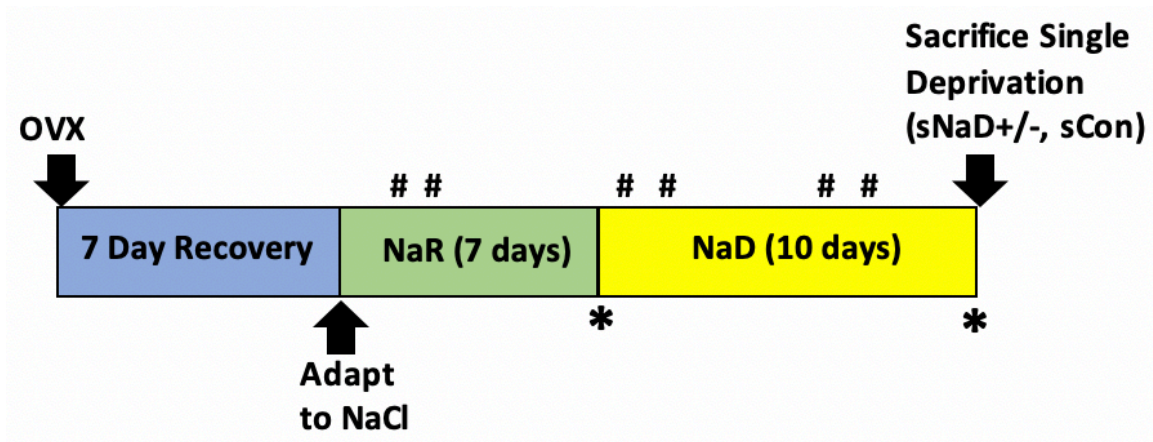 Sacrifice Single
Deprivation
(sNaD+/-, sCon)
OVX
# # # # # #
7 Day Recovery NaR (7 days) NaD (10 days)
* *
Adapt
to NaCl